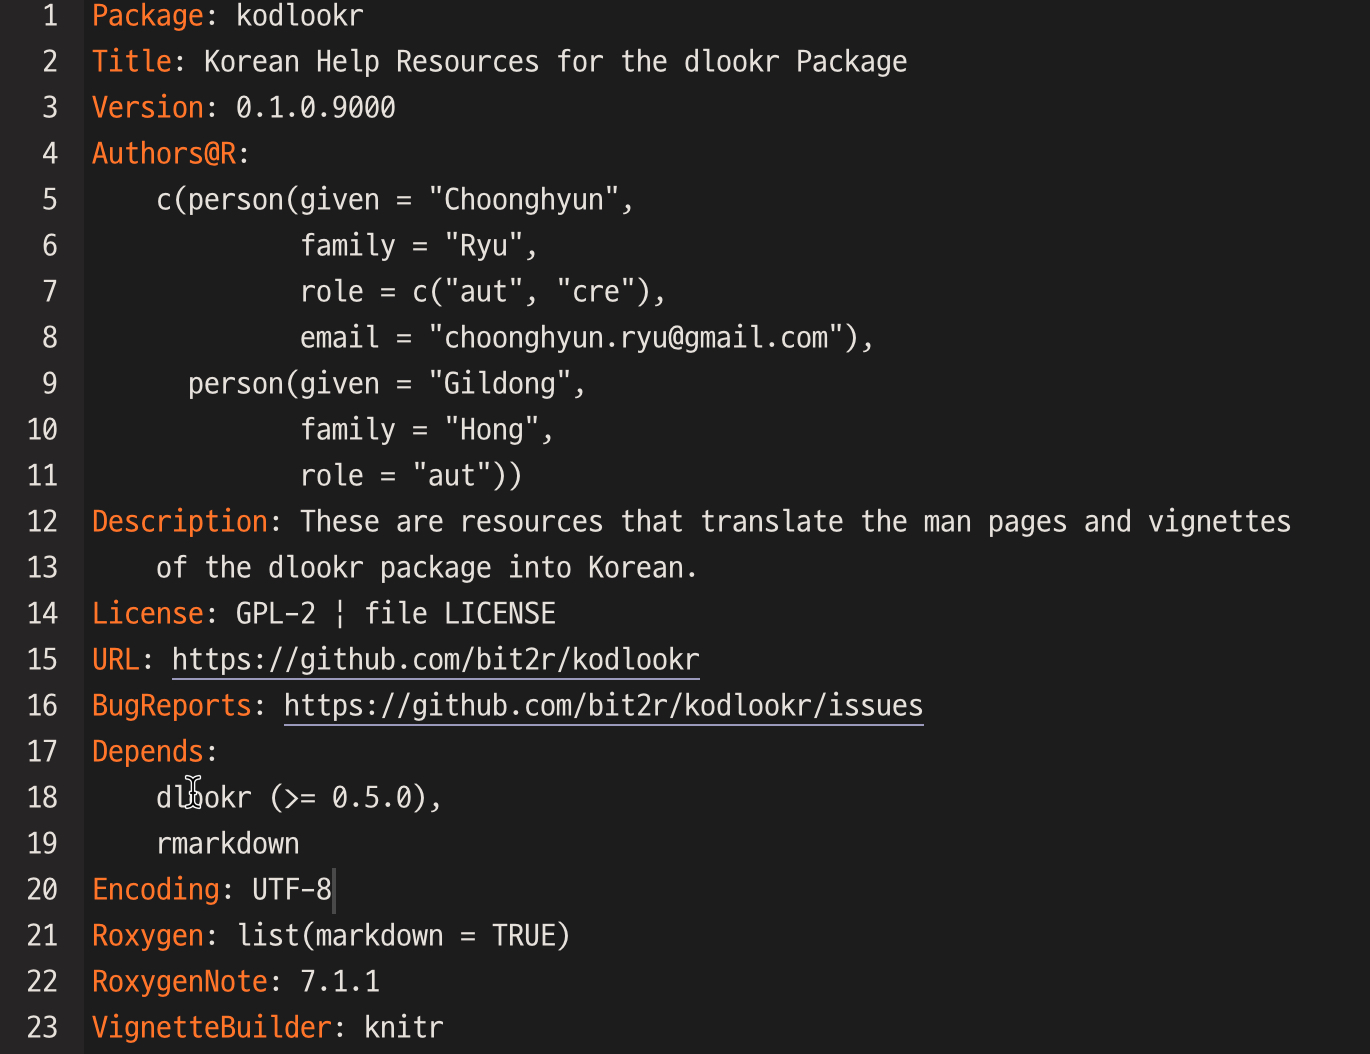 1 Package: kodlookr
2 Title: Korean Help Resources for the dlookr Package
3 Version: 0.1.0.9000
4 Authors@R:
5     c(person(given = "Choonghyun",
6              family = "Ryu",
7              role = c("aut", "cre"),
8              email = "choonghyun.ryu@gmail.com"),
9       person(given = "Gildong",
10              family = "Hong",
11              role = "aut"))
12 Description: These are resources that translate the man pages and vignettes
13     of the dlookr package into Korean.
14 License: GPL-2 | file LICENSE
15 URL: https://github.com/bit2r/kodlookr
16 BugReports: https://github.com/bit2r/kodlookr/issues
17 Depends:
18     dlookr (>= 0.5.0),
19     rmarkdown
20 Encoding: UTF-8
21 Roxygen: list(markdown = TRUE)
22 RoxygenNote: 7.1.1
23 VignetteBuilder: knitr